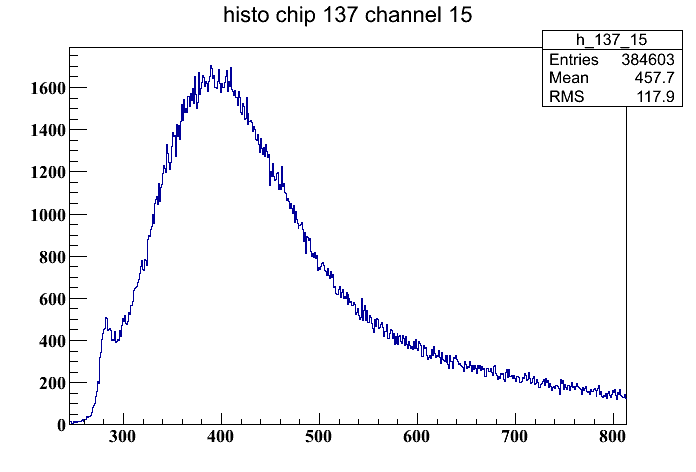 histo chip 137 channel 15
h_137_15
Entries 384603
Mean 457.7
RMS 117.9
1600
1400
1200
1000
800
600
400
200
0
300 400 500 600 700 800